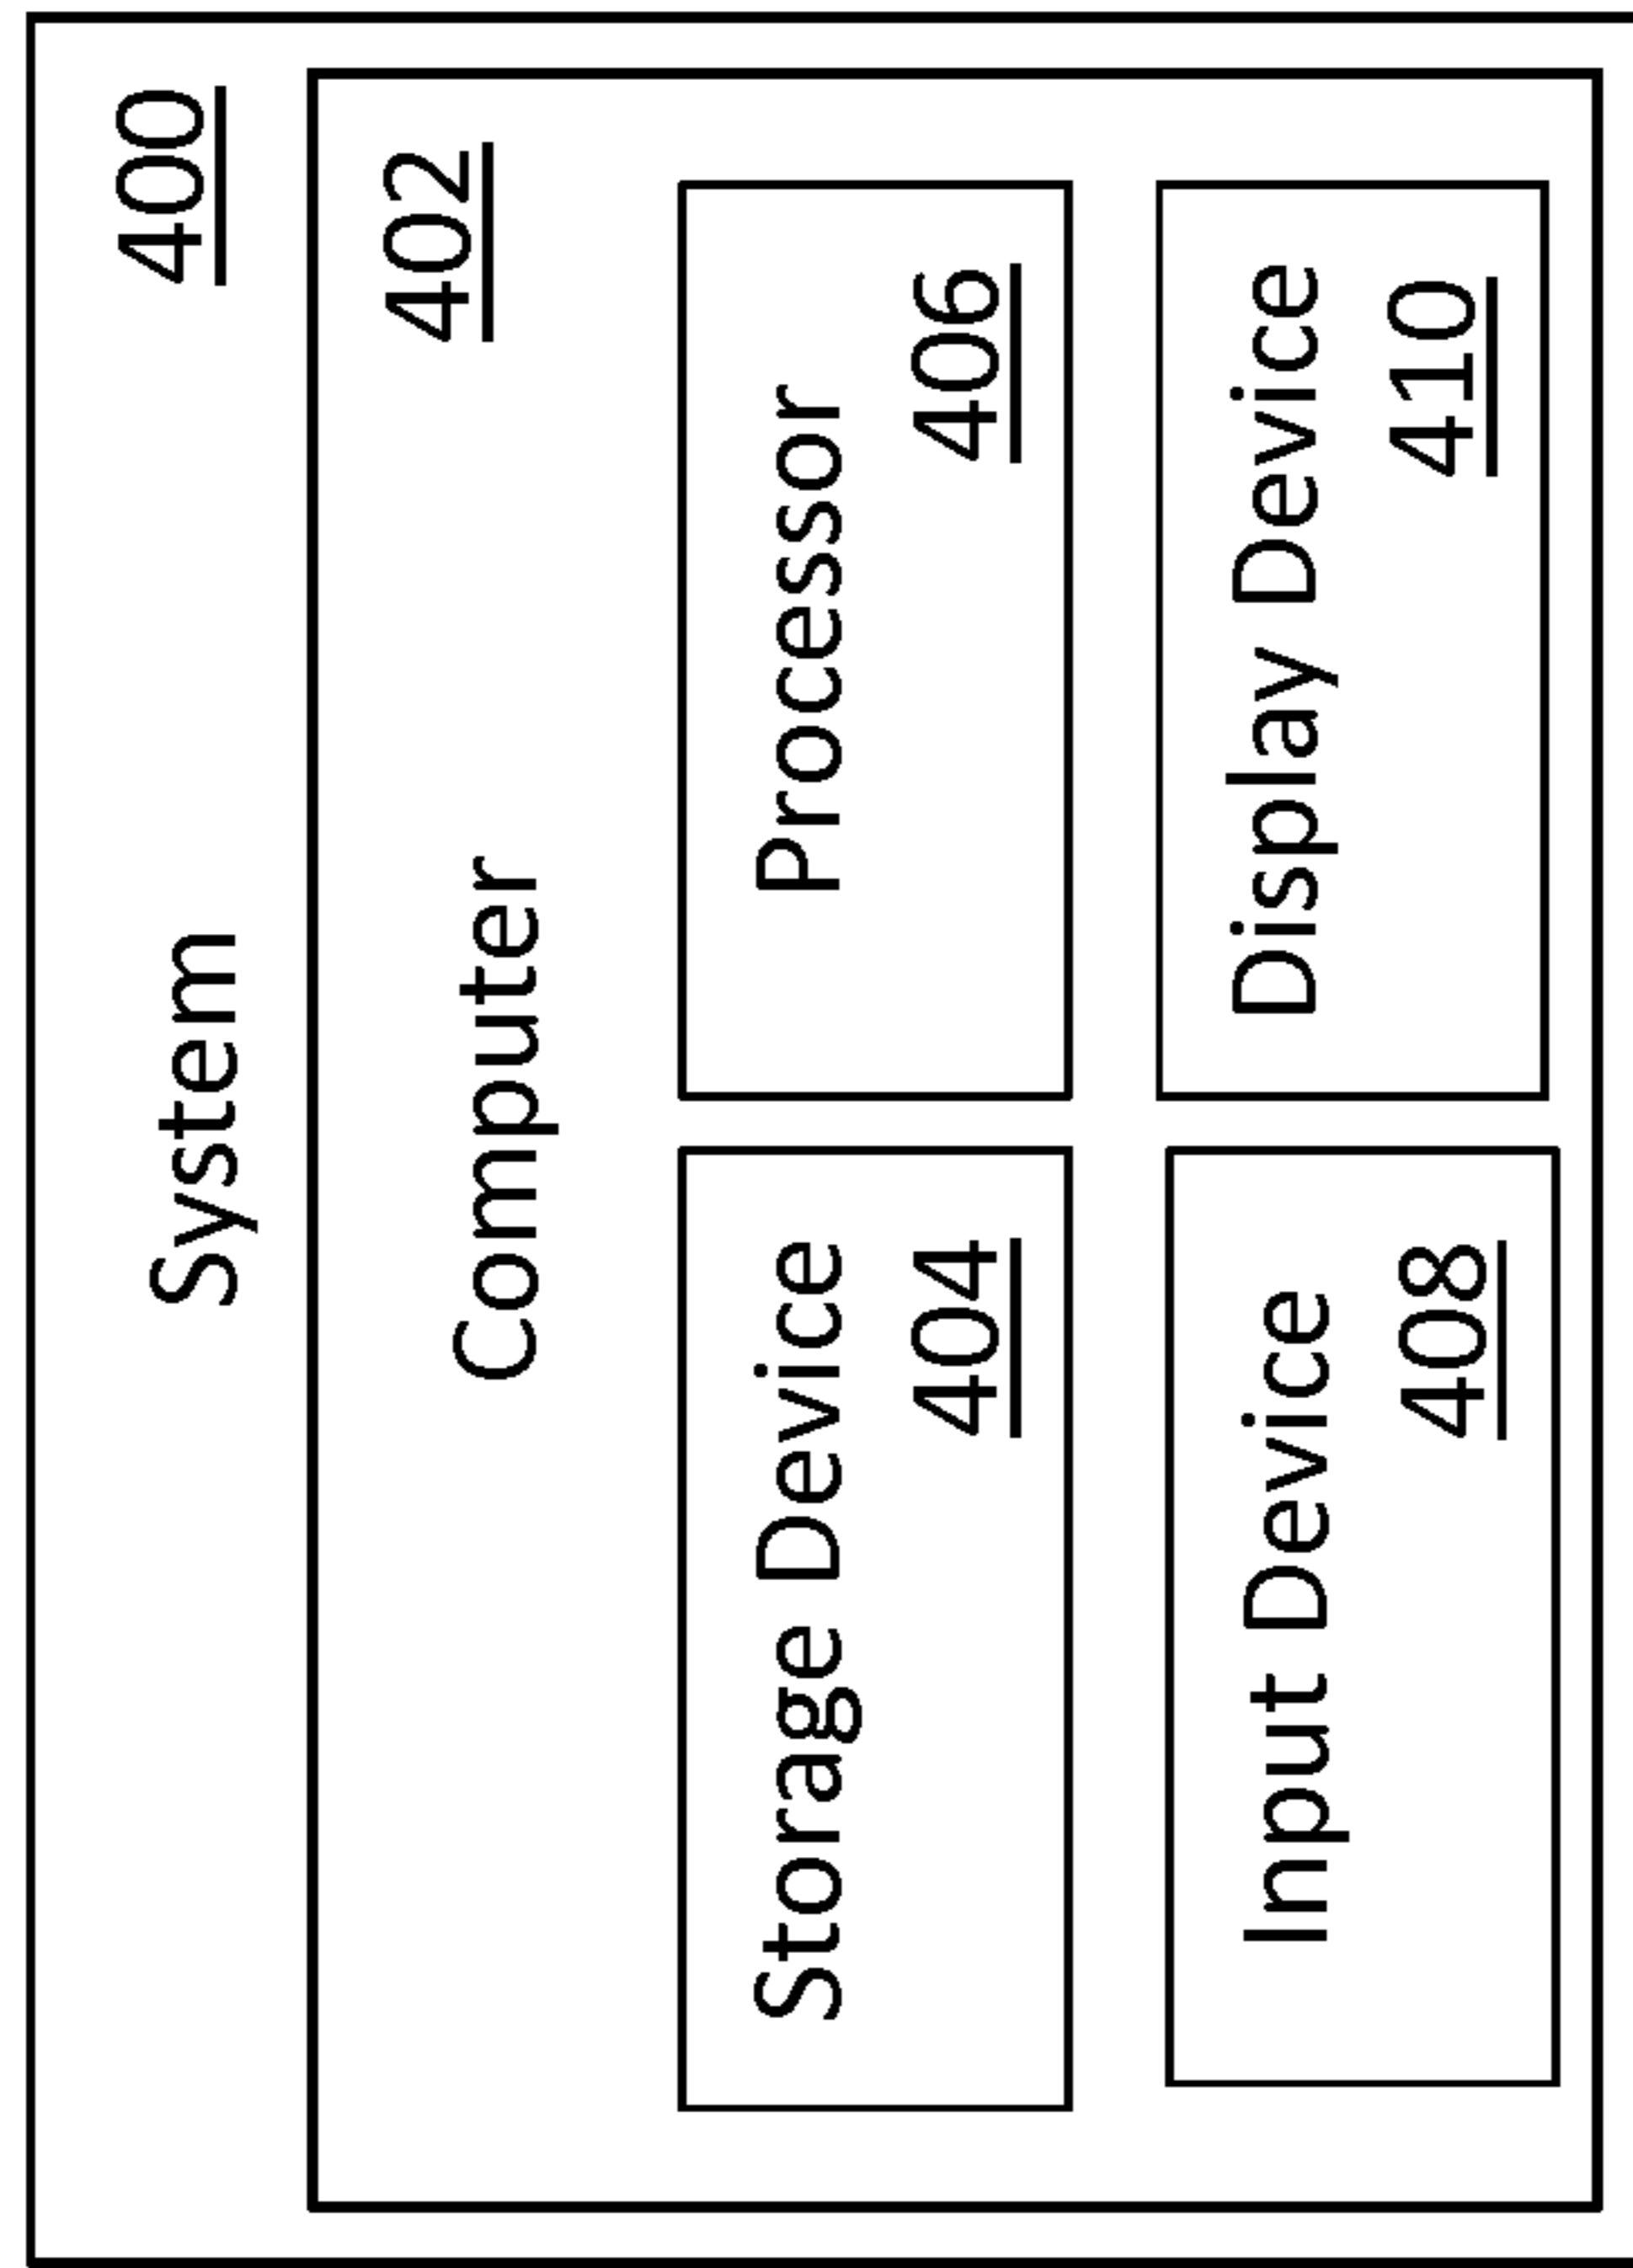 System
400
Computer
402
Storage Device
404
Processor
406
Input Device
408
Display Device
410